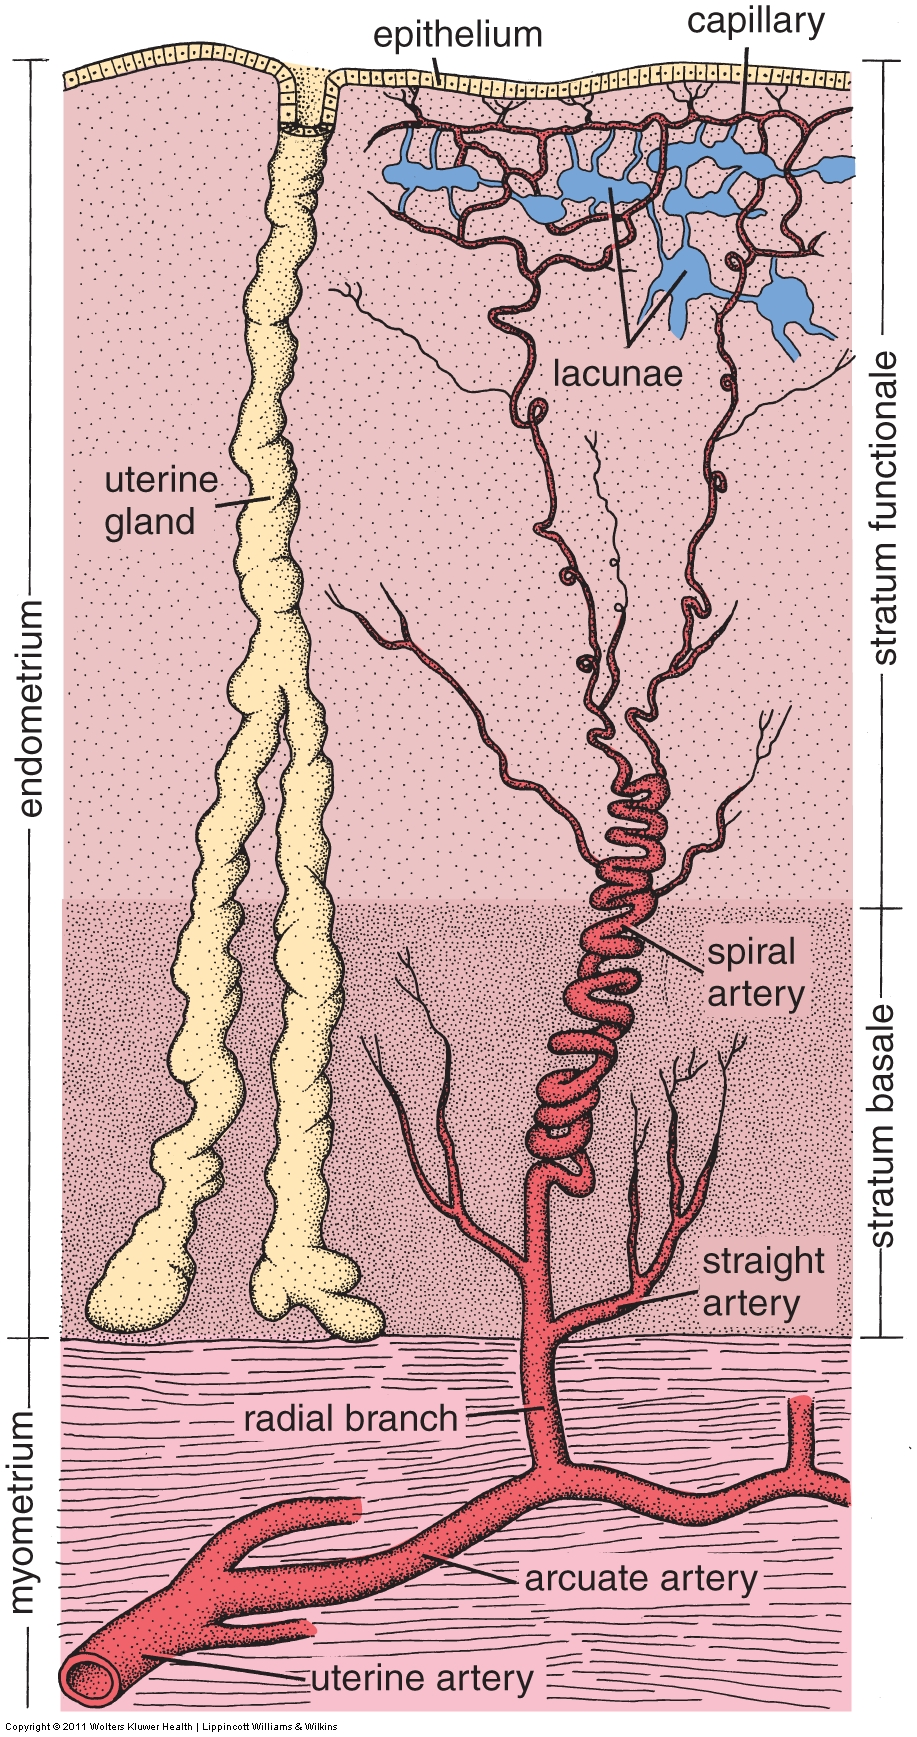 epithelium
capillary
lacunae
uterine
gland
stratum functionale
endometrium
spiral
artery
stratum basale
straight
artery
radial branch
myometrium
arcuate artery
uterine artery
Copyright © 2011 Wolters Kluwer Health | Lippincott Williams & Wilkins